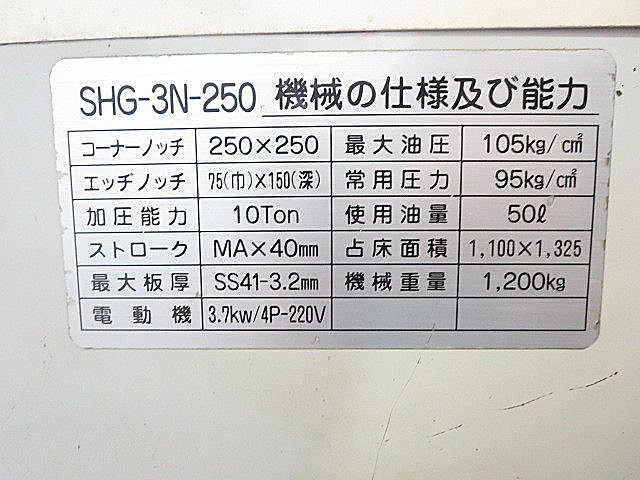 SHG-3N-250 機械の仕様及び能力
コーナーノッチ 250×250 最大油圧 105kg/c㎡
エッヂノッチ 75(巾)×150(深) 常用圧力 95kg/c㎡
加圧能力 10Ton 使用油量 50ℓ
ストローク MA×40mm 占床面積 1,100×1,325
最大板厚 SS41-3.2mm 機械重量 1,200kg
電動機 3.7kw/4P-220V